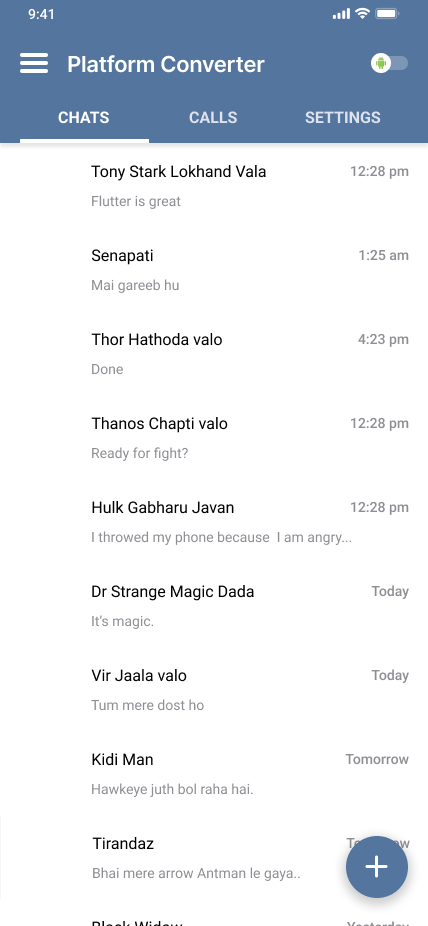 9:41
Platform Converter
CHATS CALLS SETTINGS
Tony Stark Lokhand Vala 12:28 pm
Flutter is great
Senapati 1:25 am
Mai gareeb hu
Thor Hathoda valo 4:23 pm
Done
Thanos Chapti valo 12:28 pm
Ready for fight?
Hulk Gabharu Javan 12:28 pm
I throwed my phone because I am angry...
Dr Strange Magic Dada Today
It's magic.
Vir Jaala valo Today
Tum mere dost ho
Kidi Man Tomorrow
Hawkeye juth bol raha hai.
Tirandaz
Bhai mere arrow Antman le gaya..
Black Widow Yesterday